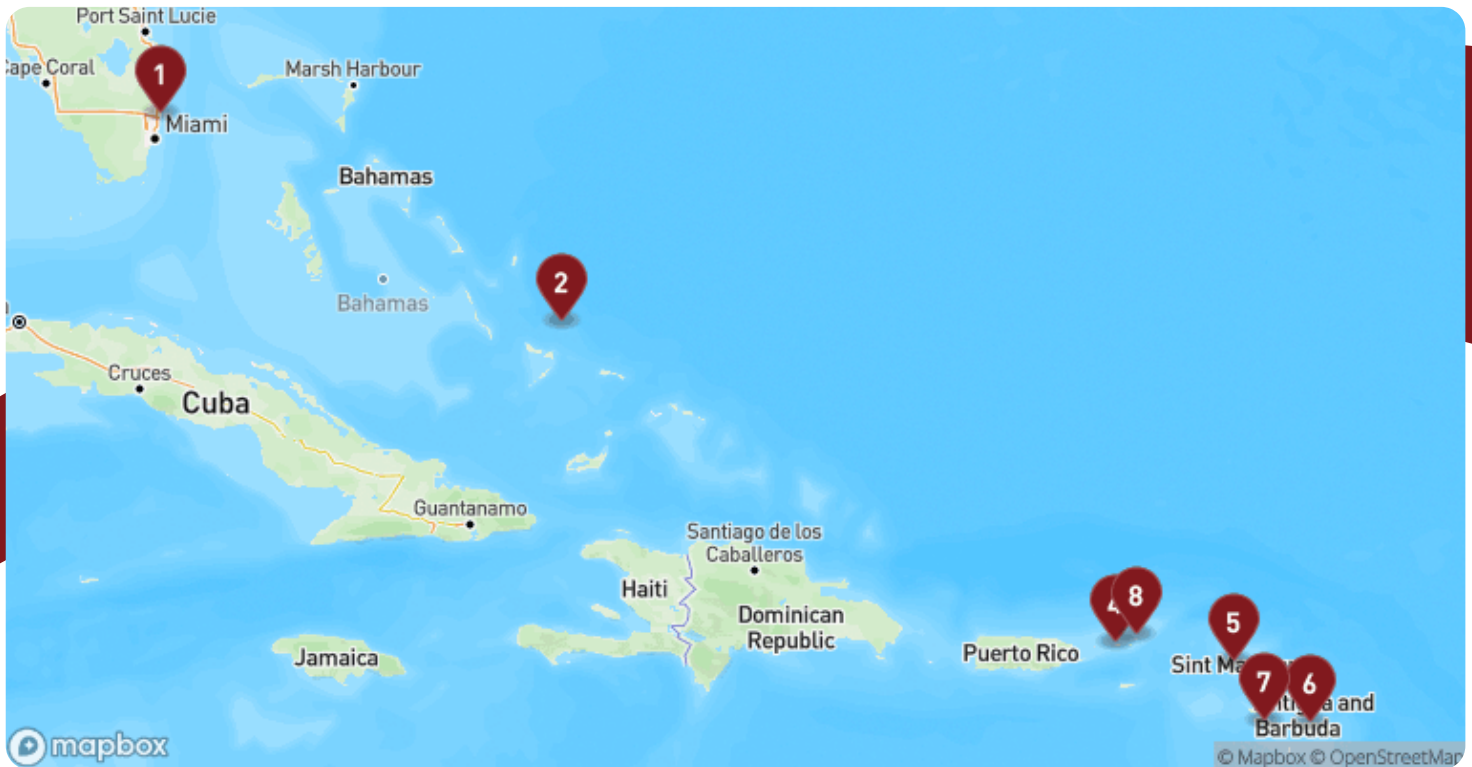 Port Saint Lucie
Cape Coral
1
Marsh Harbour
Miami
Bahamas
2
Bahamas
Cruces
Cuba
Guantanamo
Santiago de los
Caballeros
Haiti
Dominican
Republic
Jamaica
Puerto Rico
4
8
5
Sint
7
6
and
Barbuda
mapbox
© Mapbox © OpenStreetMap